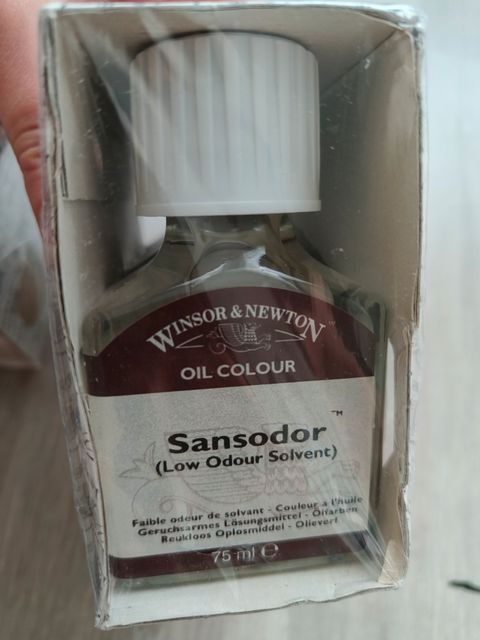 WINSOR & NEWTON
OIL COLOUR
Sansodor™
(Low Odour Solvent)
Faible odeur de solvant - Couleur a l'huile
Geruchsarmes Lösungsmittel - Ölfarben
Reukloos Oplosmiddel - Olieverf
75 ml ℮